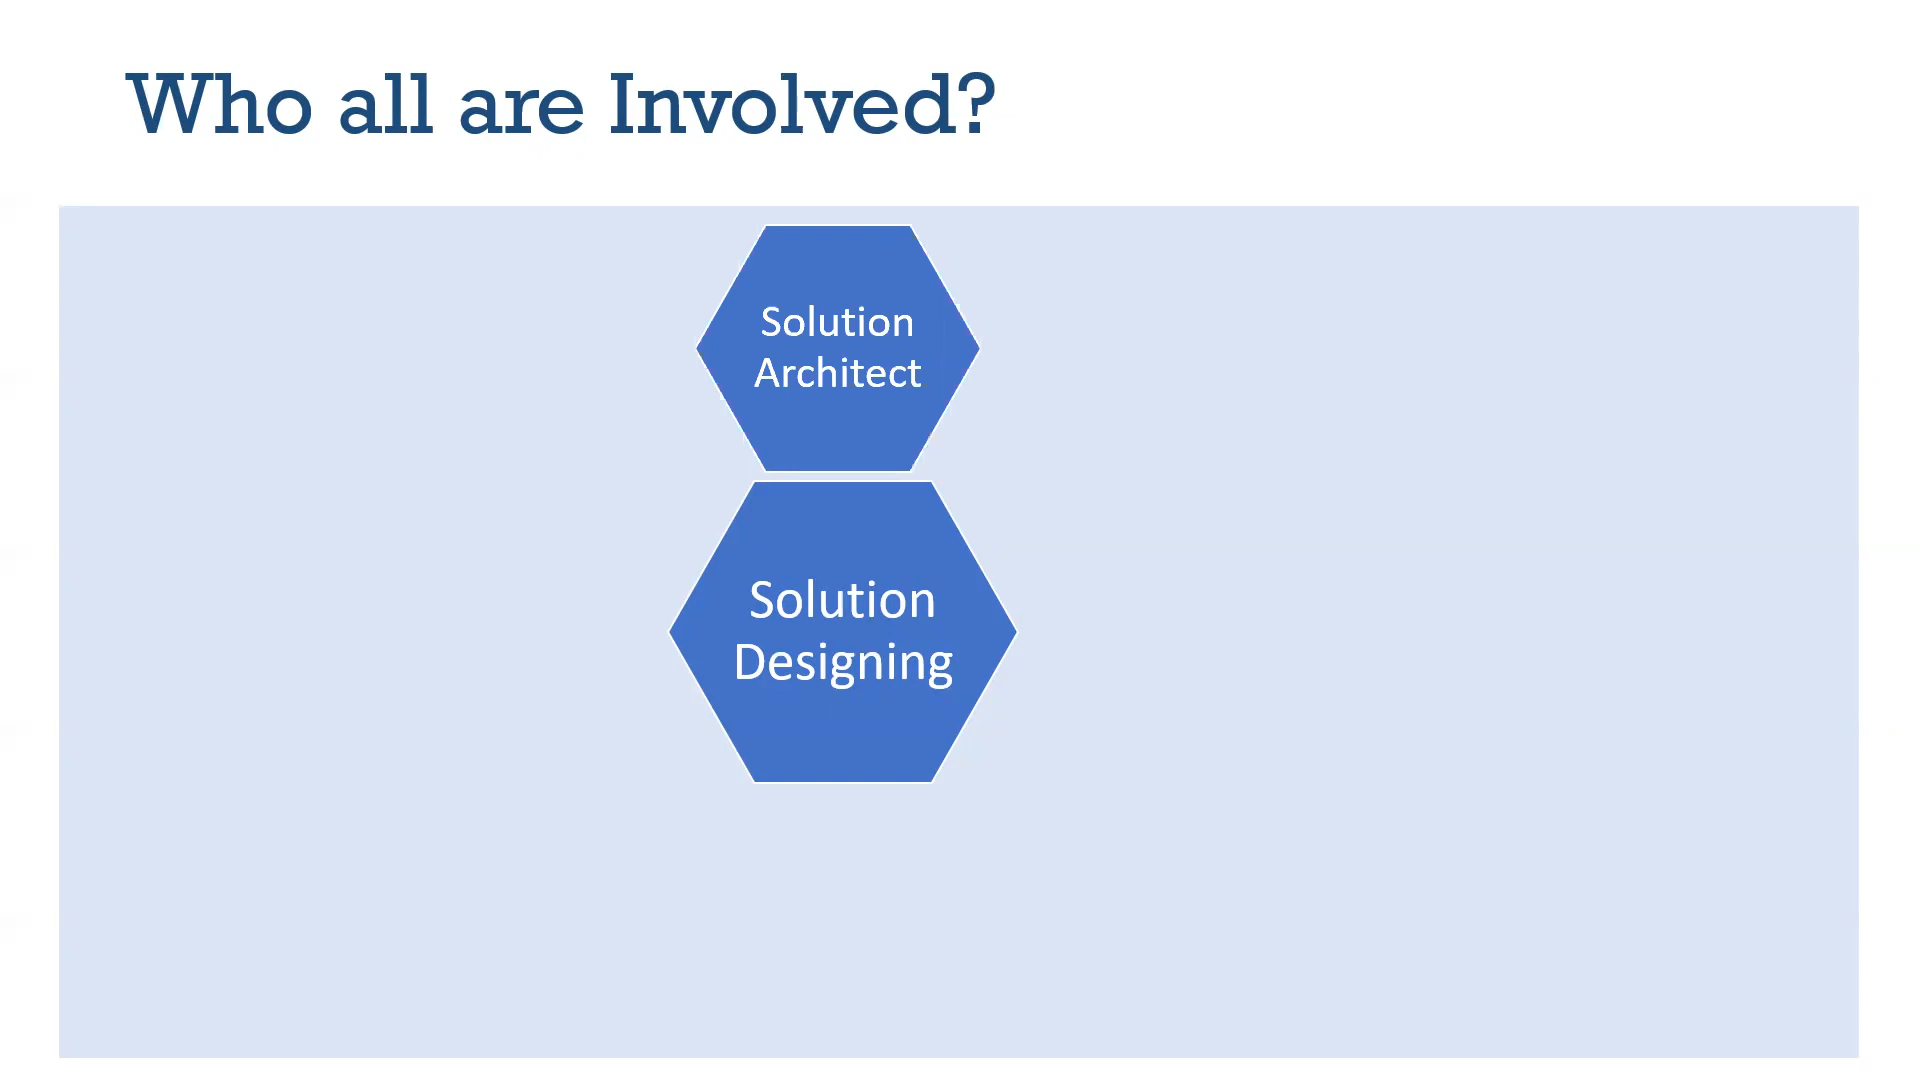 Who all are Involved?
Solution
Architect
Solution
Designing